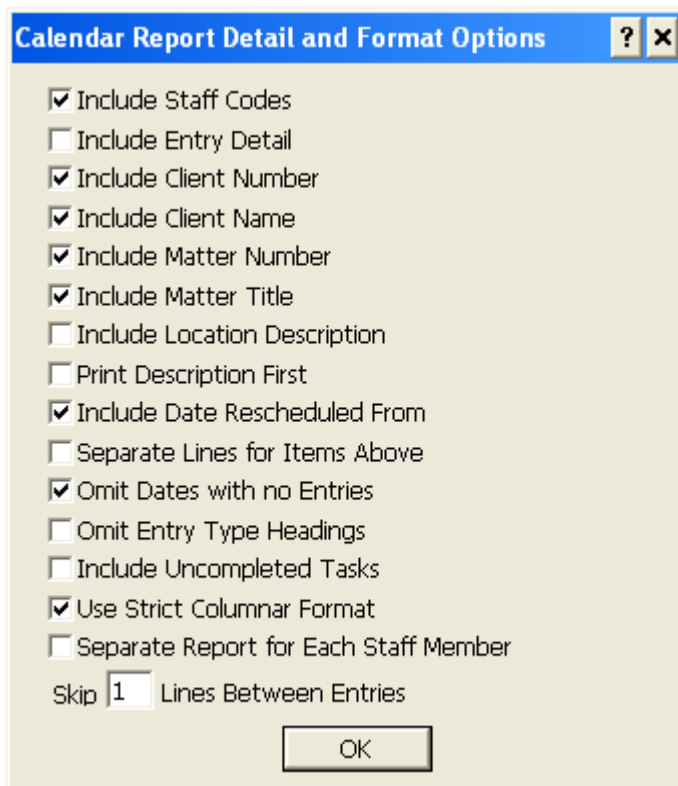 Calendar Report Detail and Format Options ?
Include Staff Codes
Include Entry Detail
Include Client Number
Include Client Name
Include Matter Number
Include Matter Title
Include Location Description
Print Description First
Include Date Rescheduled From
Separate Lines for Items Above
Omit Dates with no Entries
Omit Entry Type Headings
Include Uncompleted Tasks
Use Strict Columnar Format
Separate Report for Each Staff Member
Skip 1 Lines Between Entries
OK